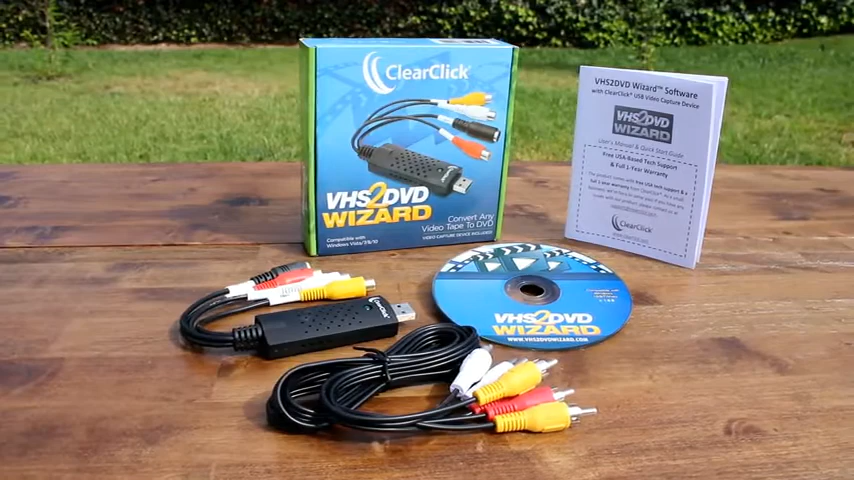 ClearClick
VHS2DVD
WIZARD
Compatible with
Windows Vista/7/8/10
Convert Any
Video Tape To DVD
VIDEO CAPTURE DEVICE INCLUDED
VHS2DVD Wizard™ Software
with ClearClick® USB Video Capture Device
VHS2DVD
WIZARD
User's Manual & Quick Start Guide
Free USA-Based Tech Support
& Full 1-Year Warranty
ClearClick
ClearClick
VHS2DVD
WIZARD
WWW.VHS2DVDWIZARD.COM